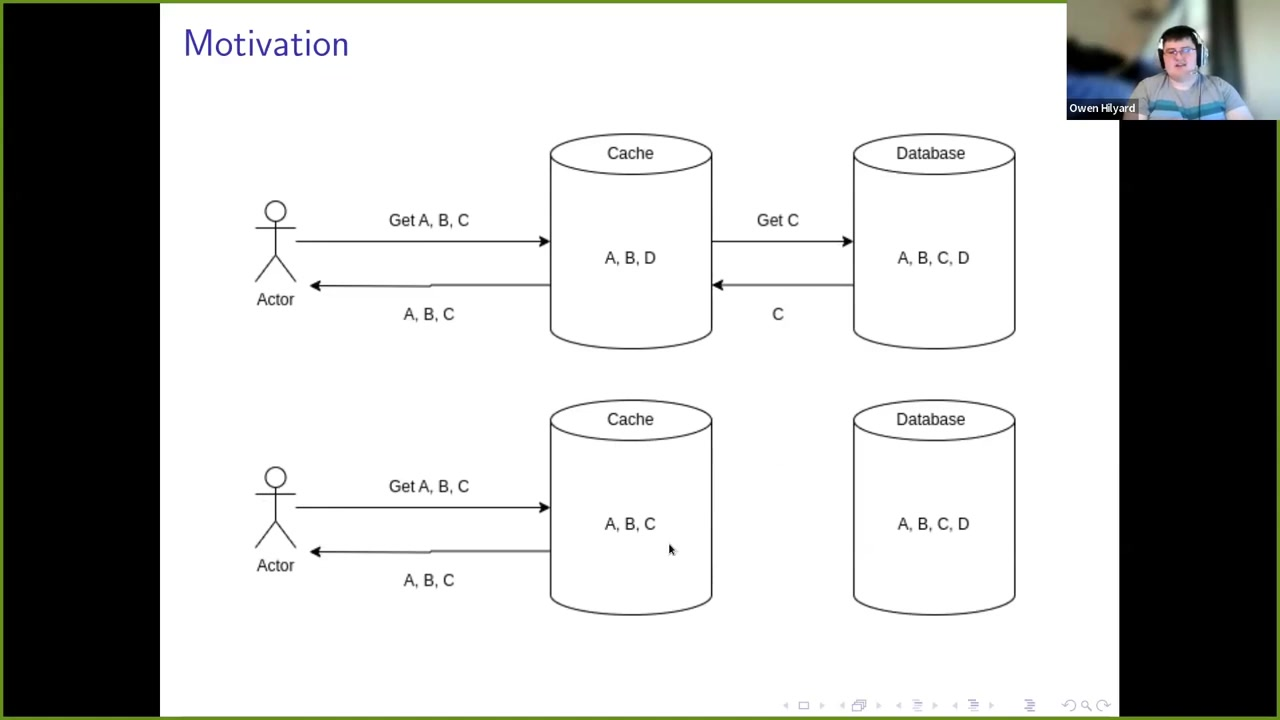 Motivation
Owen Hilyard
Cache
Database
Get A, B, C
Get C
A, B, D
A, B, C, D
Actor
A, B, C
C
Cache
Database
Get A, B, C
A, B, C
A, B, C, D
Actor
A, B, C